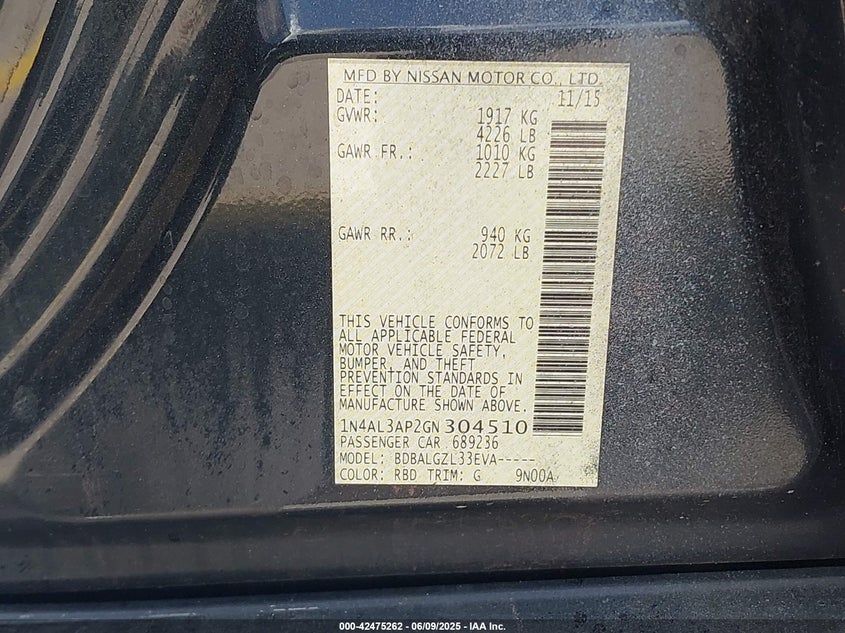 MFD BY NISSAN MOTOR CO., LTD.
DATE: 11/15
GVWR: 1917 KG
4226 LB
GAWR FR.: 1010 KG
2227 LB
GAWR RR.: 940 KG
2072 LB
THIS VEHICLE CONFORMS TO
ALL APPLICABLE FEDERAL
MOTOR VEHICLE SAFETY,
BUMPER, AND THEFT
PREVENTION STANDARDS IN
EFFECT ON THE DATE OF
MANUFACTURE SHOWN ABOVE.
1N4AL3AP2GN304510
PASSENGER CAR 689236
MODEL: BDBALGZL33EVA-----
COLOR: RBD TRIM: G 9N00A
000-42475262 - 06/09/2025 - IAA Inc.